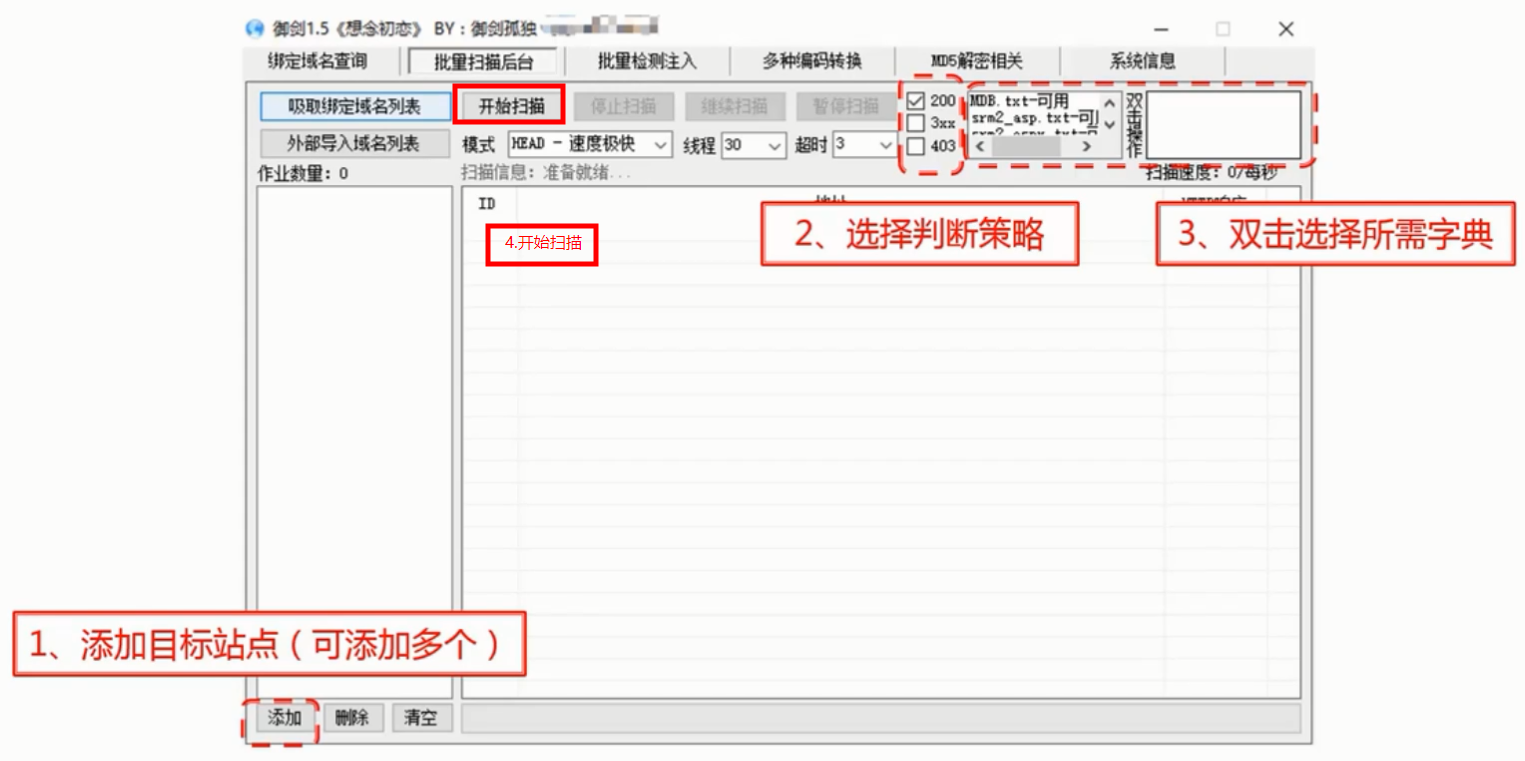 御剑1.5《想念初恋》 BY：御剑孤独
绑定域名查询 批量扫描后台 批量检测注入 多种编码转换 MD5解密相关 系统信息
吸取绑定域名列表 开始扫描 停止扫描 继续扫描 暂停扫描 200 MDB.txt-可用
3xx srm2_asp.txt-可
外部导入域名列表 模式 HEAD - 速度极快 线程 30 超时 3 403 双击操作
作业数量：0 扫描信息：准备就绪... 扫描速度：0/每秒
ID
4.开始扫描
2、选择判断策略
3、双击选择所需字典
1、添加目标站点（可添加多个）
添加 删除 清空